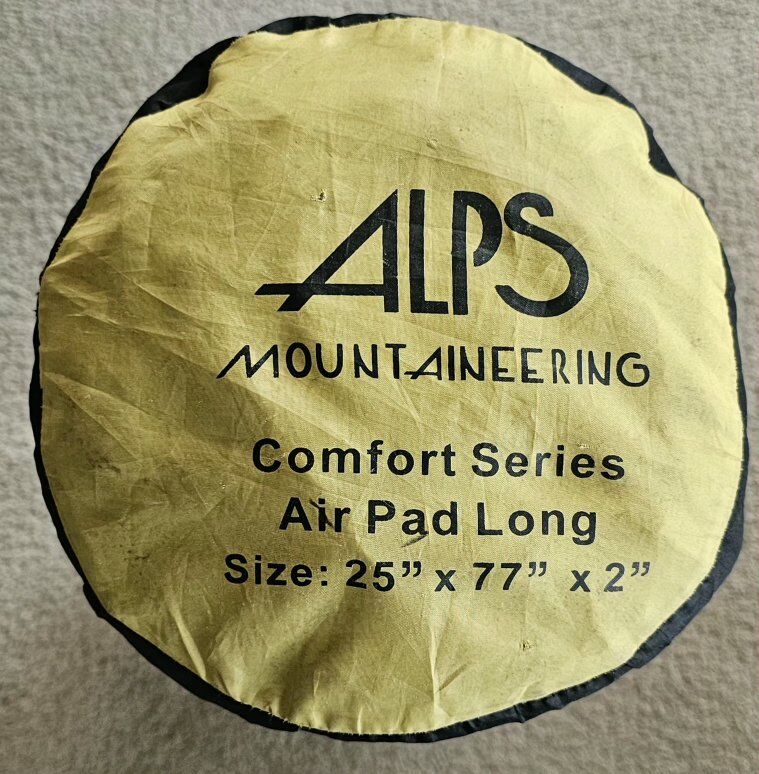 ALPS
MOUNTAINEERING
Comfort Series
Air Pad Long
Size: 25” x 77” x 2”